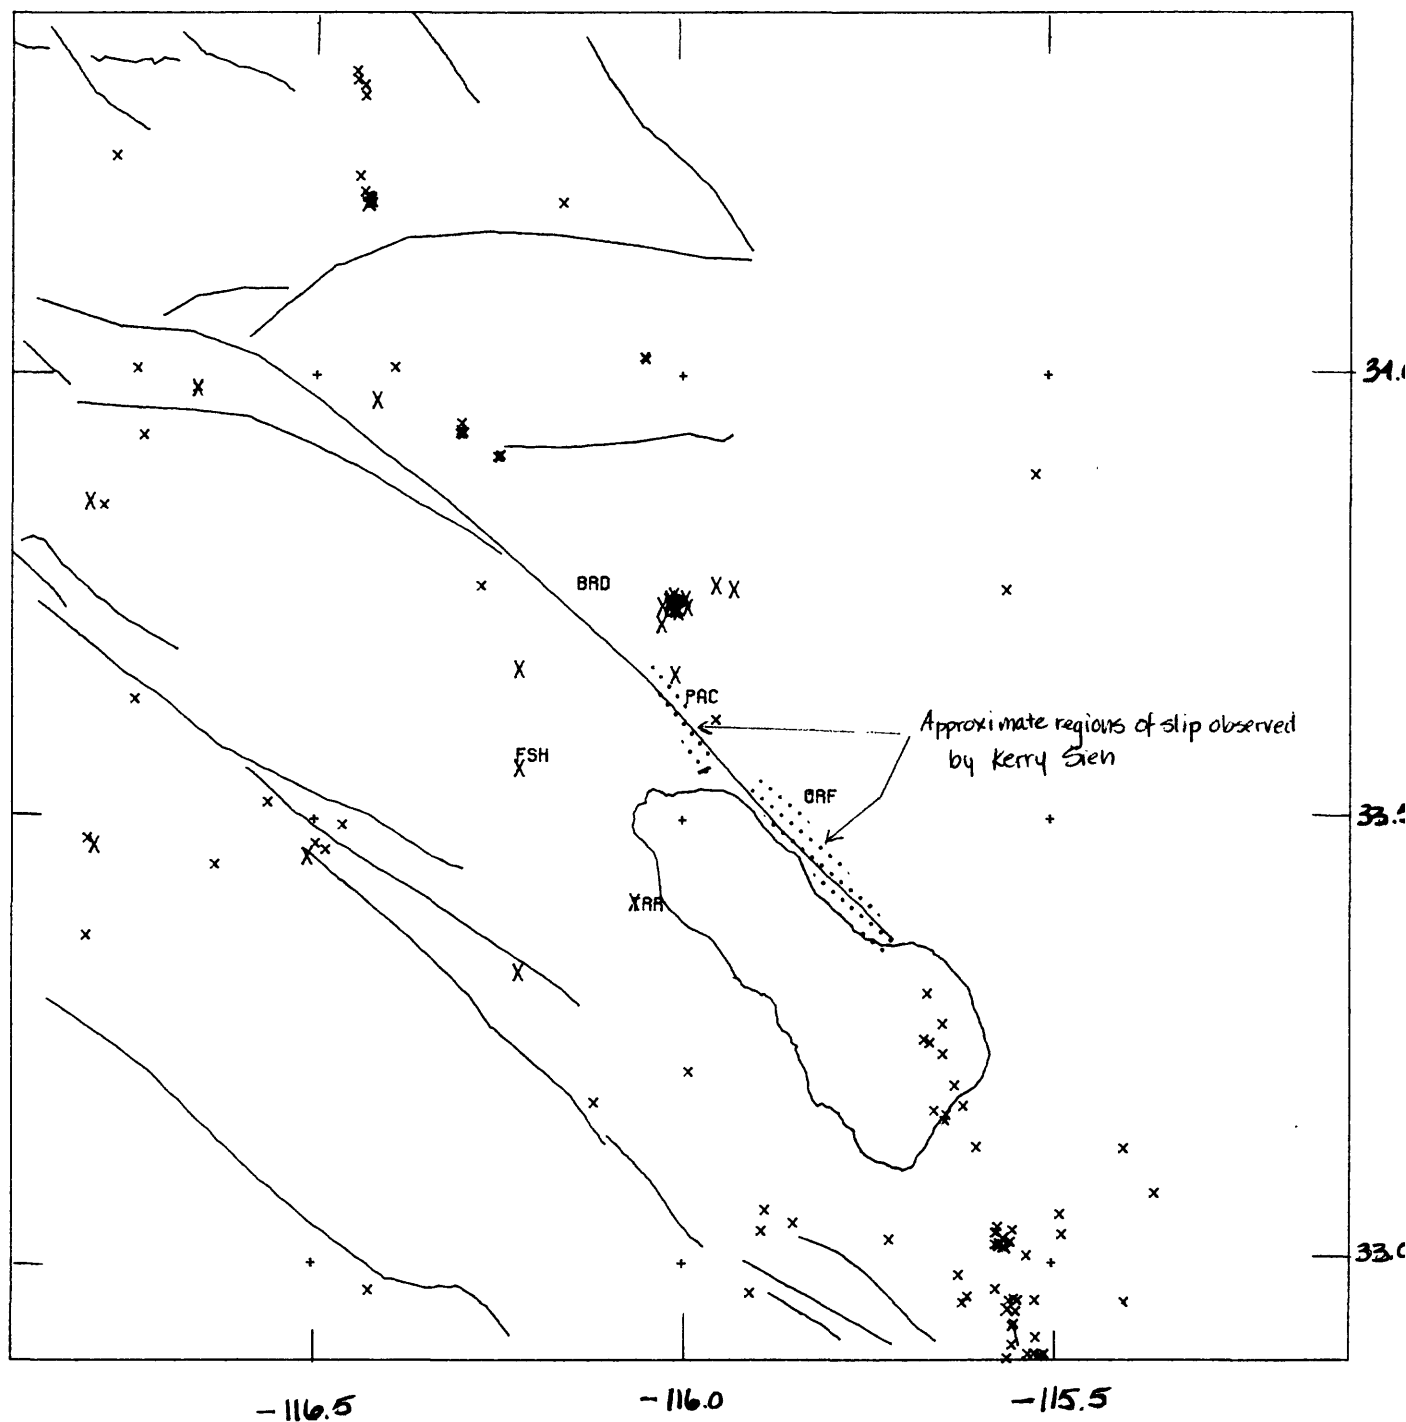 34.0
BRD
PAC
Approximate regions of slip observed
by Kerry Sieh
FSH
ORF
33.5
RR
33.0
-116.5
-116.0
-115.5